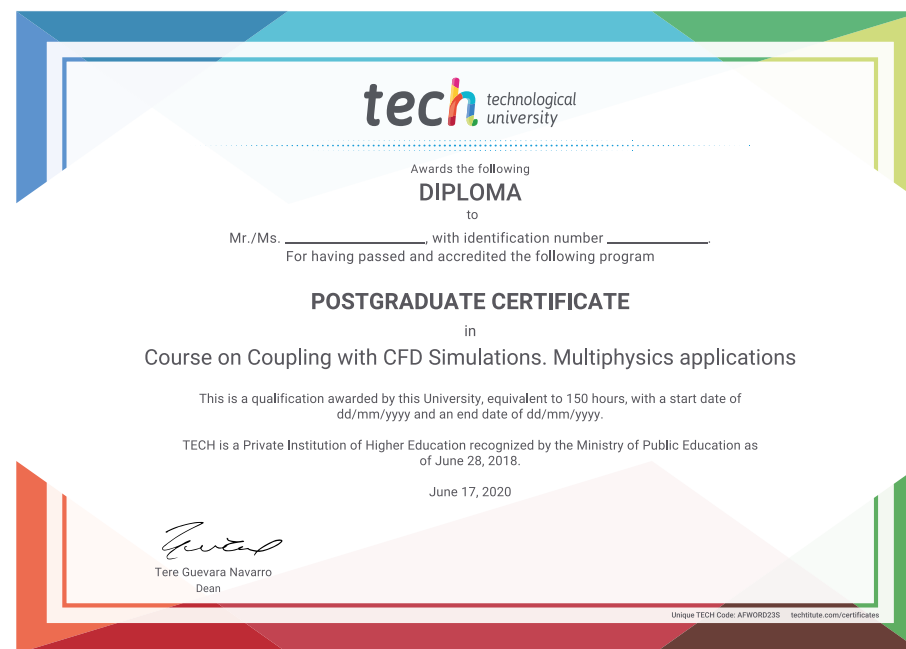 tech technological
university
Awards the following
DIPLOMA
to
Mr./Ms. ____________________, with identification number ______________.
For having passed and accredited the following program
POSTGRADUATE CERTIFICATE
in
Course on Coupling with CFD Simulations. Multiphysics applications
This is a qualification awarded by this University, equivalent to 150 hours, with a start date of
dd/mm/yyyy and an end date of dd/mm/yyyy.
TECH is a Private Institution of Higher Education recognized by the Ministry of Public Education as
of June 28, 2018.
June 17, 2020
Tere Guevara Navarro
Dean
Unique TECH Code: AFWORD23S techtitute.com/certificates